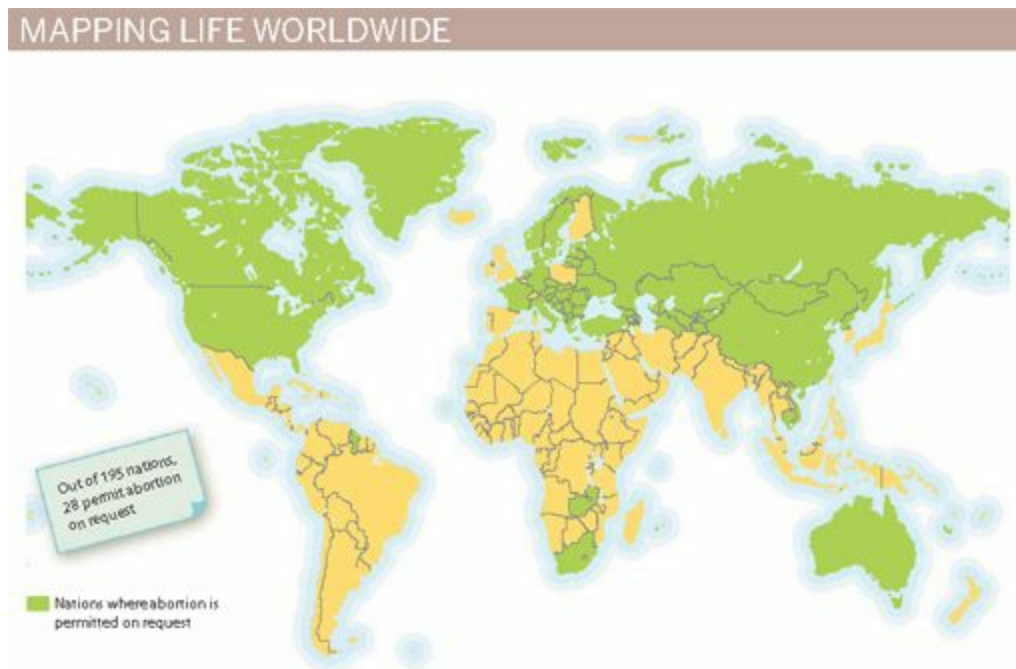 MAPPING LIFE WORLDWIDE
Out of 195 nations,
28 permit abortion
on request
Nations where abortion is
permitted on request